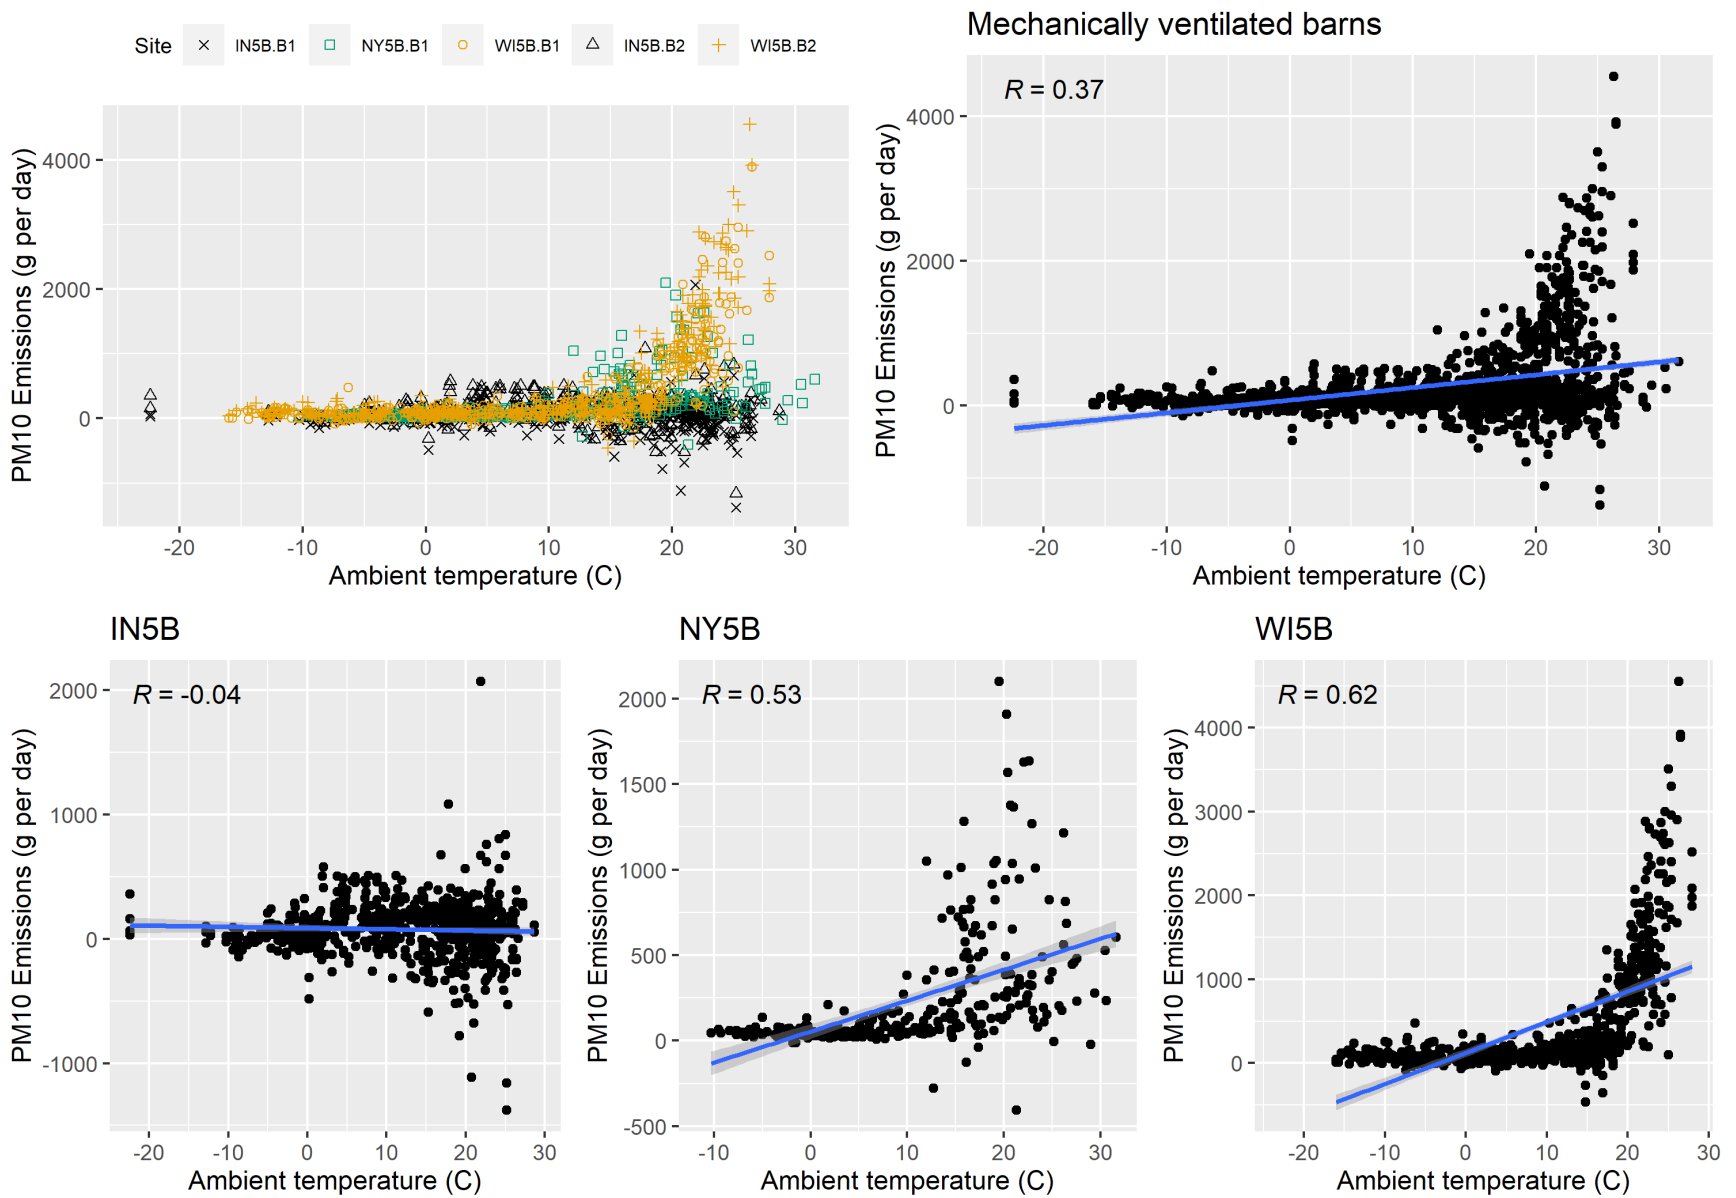 Site IN5B.B1 NY5B.B1 WI5B.B1 IN5B.B2 WI5B.B2
PM10 Emissions (g per day)
4000
2000
0
-20 -10 0 10 20 30
Ambient temperature (C)
Mechanically ventilated barns
R = 0.37
PM10 Emissions (g per day)
4000
2000
0
-20 -10 0 10 20 30
Ambient temperature (C)
IN5B
R = -0.04
PM10 Emissions (g per day)
2000
1000
0
-1000
-20 -10 0 10 20 30
Ambient temperature (C)
NY5B
R = 0.53
PM10 Emissions (g per day)
2000
1500
1000
500
0
-500
-10 0 10 20 30
Ambient temperature (C)
WI5B
R = 0.62
PM10 Emissions (g per day)
4000
3000
2000
1000
0
-20 -10 0 10 20 30
Ambient temperature (C)